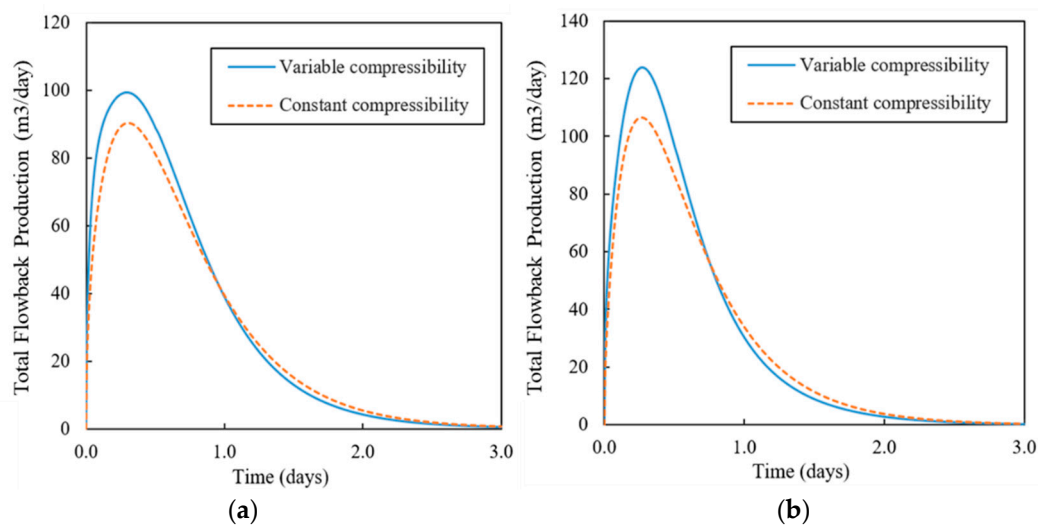 120
100
80
60
40
20
0
Total Flowback Production (m3/day)
Variable compressibility
Constant compressibility
0.0 1.0 2.0 3.0
Time (days)
(a)
140
120
100
80
60
40
20
0
Total Flowback Production (m3/day)
Variable compressibility
Constant compressibility
0.0 1.0 2.0 3.0
Time (days)
(b)